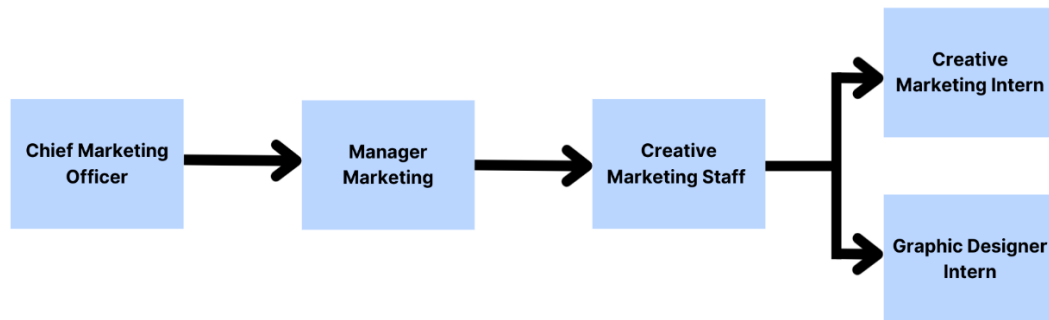 Chief Marketing
Officer
Manager
Marketing
Creative
Marketing Staff
Creative
Marketing Intern
Graphic Designer
Intern